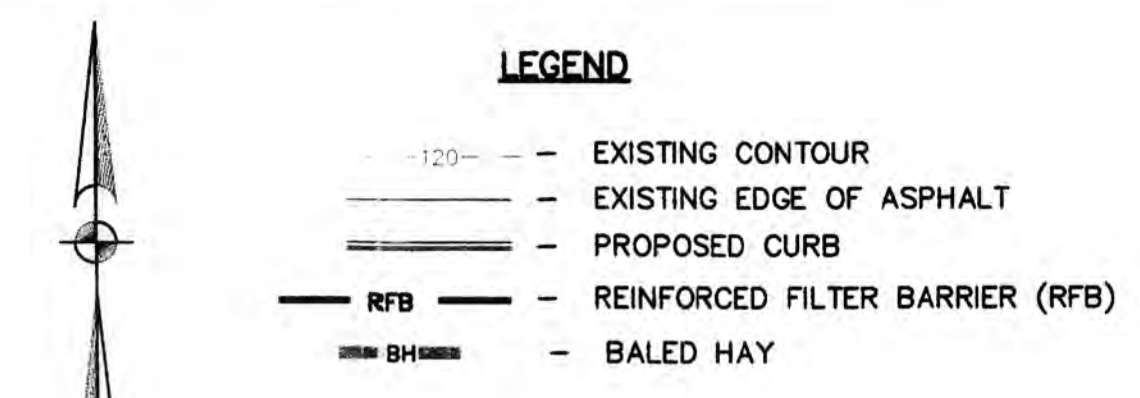 LEGEND
120 - EXISTING CONTOUR
- EXISTING EDGE OF ASPHALT
- PROPOSED CURB
RFB - REINFORCED FILTER BARRIER (RFB)
BH - BALED HAY